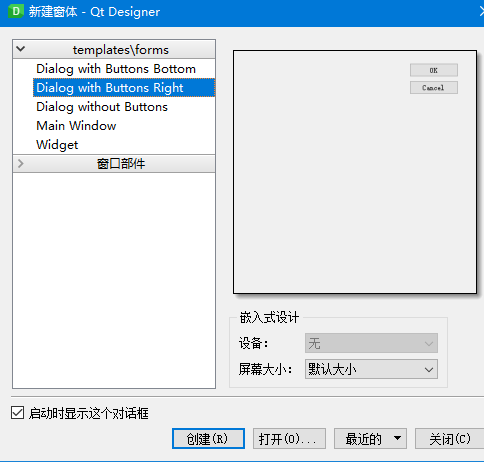 新建窗体 - Qt Designer
templates\forms
Dialog with Buttons Bottom
Dialog with Buttons Right
Dialog without Buttons
Main Window
Widget
窗口部件
OK
Cancel
嵌入式设计
设备: 无
屏幕大小: 默认大小
启动时显示这个对话框
创建(R) 打开(O)... 最近的 关闭(C)